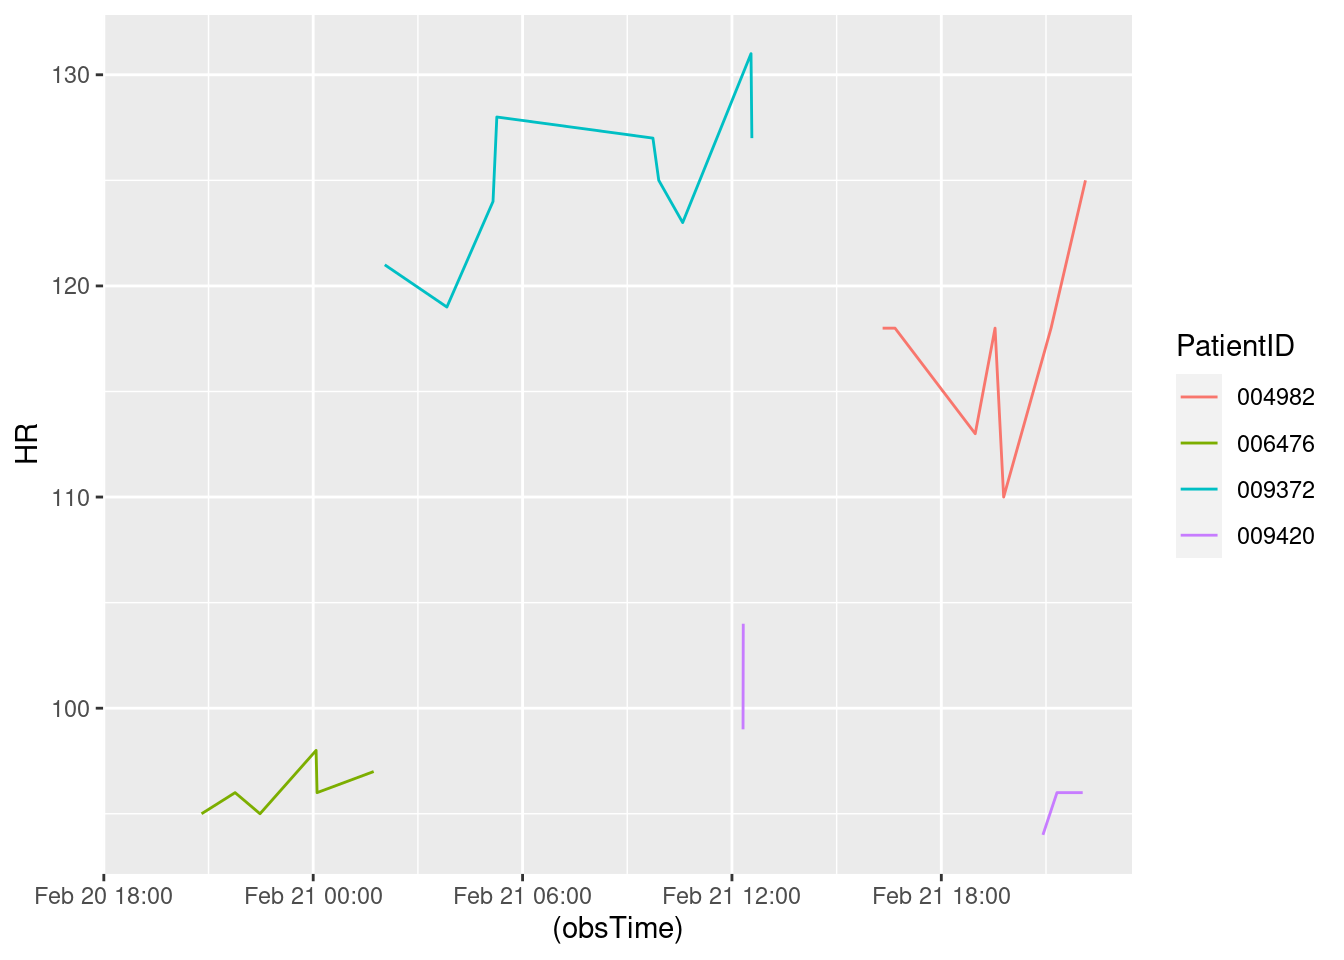 130
120
110
100
HR
Feb 20 18:00
Feb 21 00:00
Feb 21 06:00
Feb 21 12:00
Feb 21 18:00
(obsTime)
PatientID
004982
006476
009372
009420